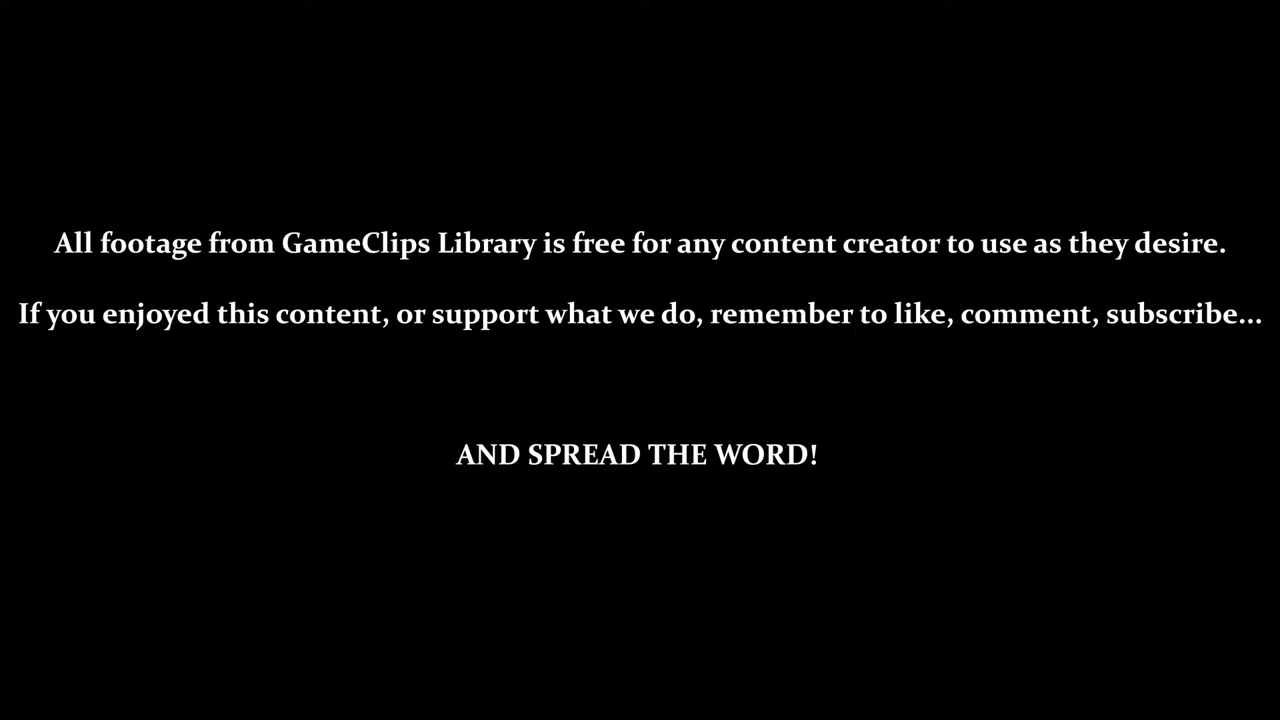 All footage from GameClips Library is free for any content creator to use as they desire.
If you enjoyed this content, or support what we do, remember to like, comment, subscribe...
AND SPREAD THE WORD!